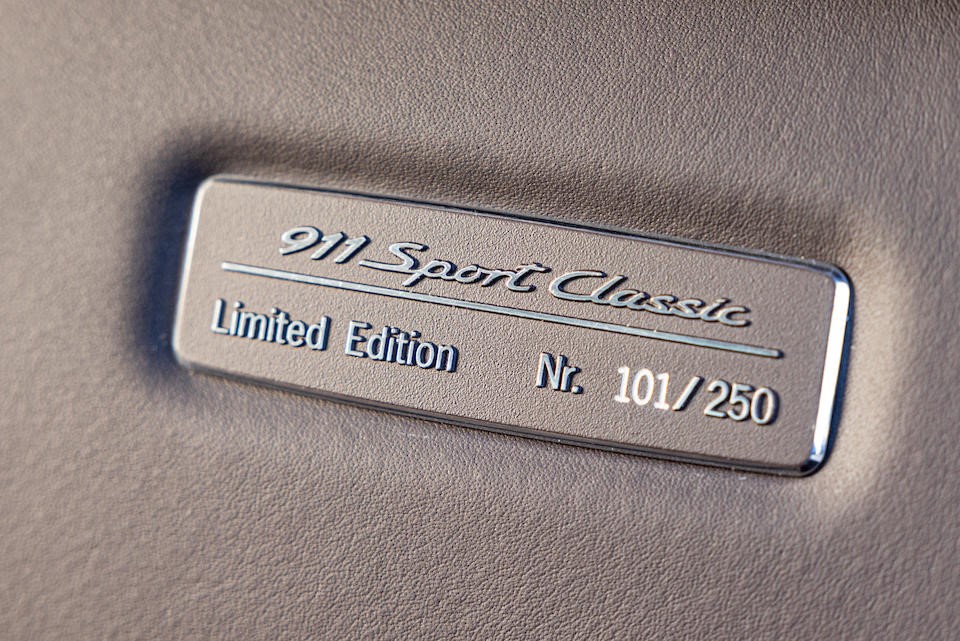 911 Sport Classic
Limited Edition Nr. 101/250